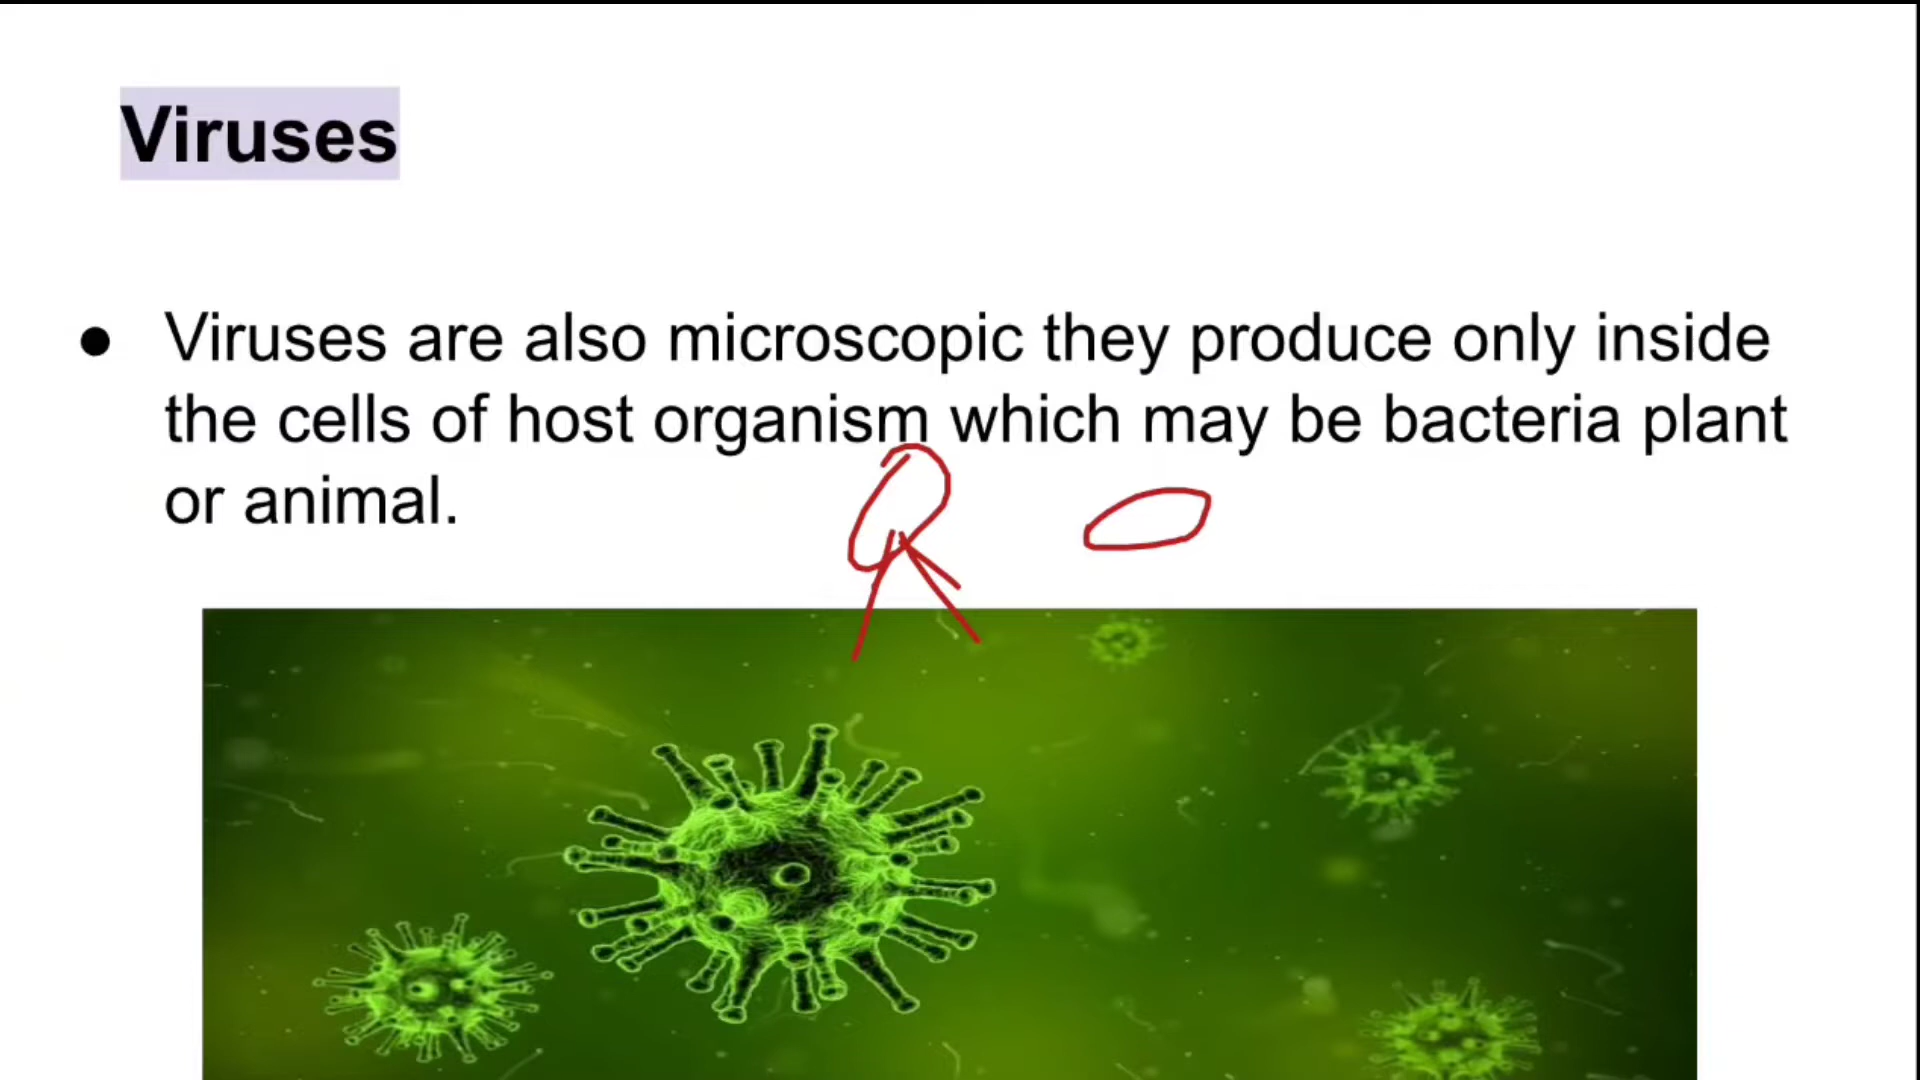 Viruses
● Viruses are also microscopic they produce only inside
the cells of host organism which may be bacteria plant
or animal.